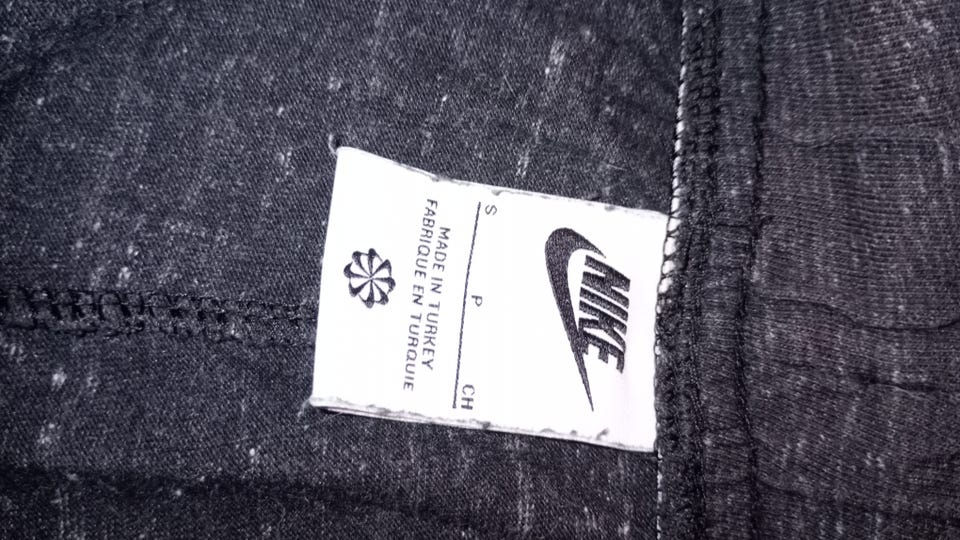 NIKE
S P CH
MADE IN TURKEY
FABRIQUE EN TURQUIE